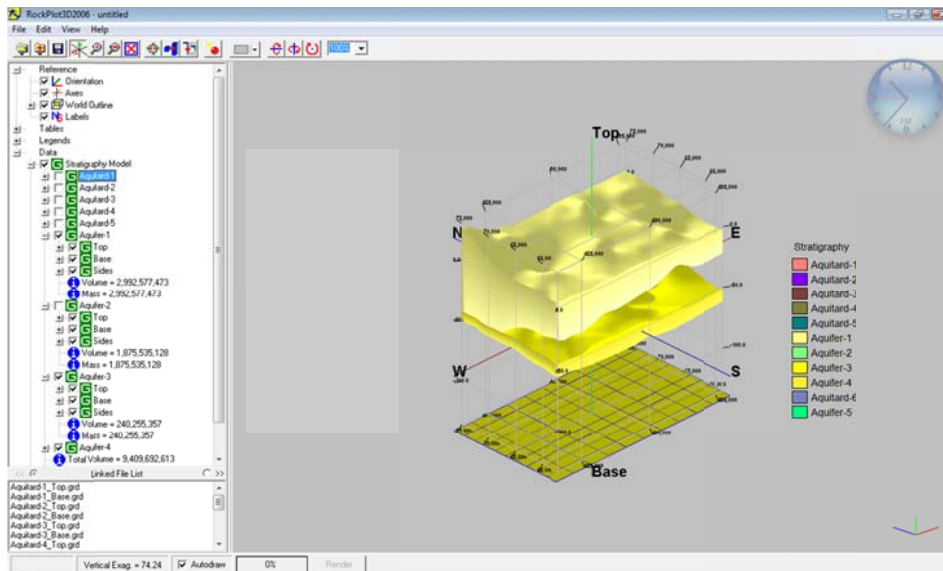 RockPlot3D2006 - untitled
File Edit View Help
100%
Reference
Orientation
Axes
World Outline
Labels
Tables
Legends
Data
Stratigraphy Model
Aquitard-1
Aquitard-2
Aquitard-3
Aquitard-4
Aquitard-5
Aquifer-1
Top
Base
Sides
Volume = 2,992,577,473
Mass = 2,992,577,473
Aquifer-2
Top
Base
Sides
Volume = 1,875,535,128
Mass = 1,875,535,128
Aquifer-3
Top
Base
Sides
Volume = 240,255,357
Mass = 240,255,357
Aquifer-4
Total Volume = 9,409,692,613
Linked File List
Aquitard-1_Top.grd
Aquitard-1_Base.grd
Aquitard-2_Top.grd
Aquitard-2_Base.grd
Aquitard-3_Top.grd
Aquitard-3_Base.grd
Aquitard-4_Top.grd
Vertical Exag. = 74.24 Autodraw 0% Render
Top
N
E
W
S
Base
Stratigraphy
Aquitard-1
Aquitard-2
Aquitard-3
Aquitard-4
Aquitard-5
Aquifer-1
Aquifer-2
Aquifer-3
Aquifer-4
Aquitard-6
Aquifer-5